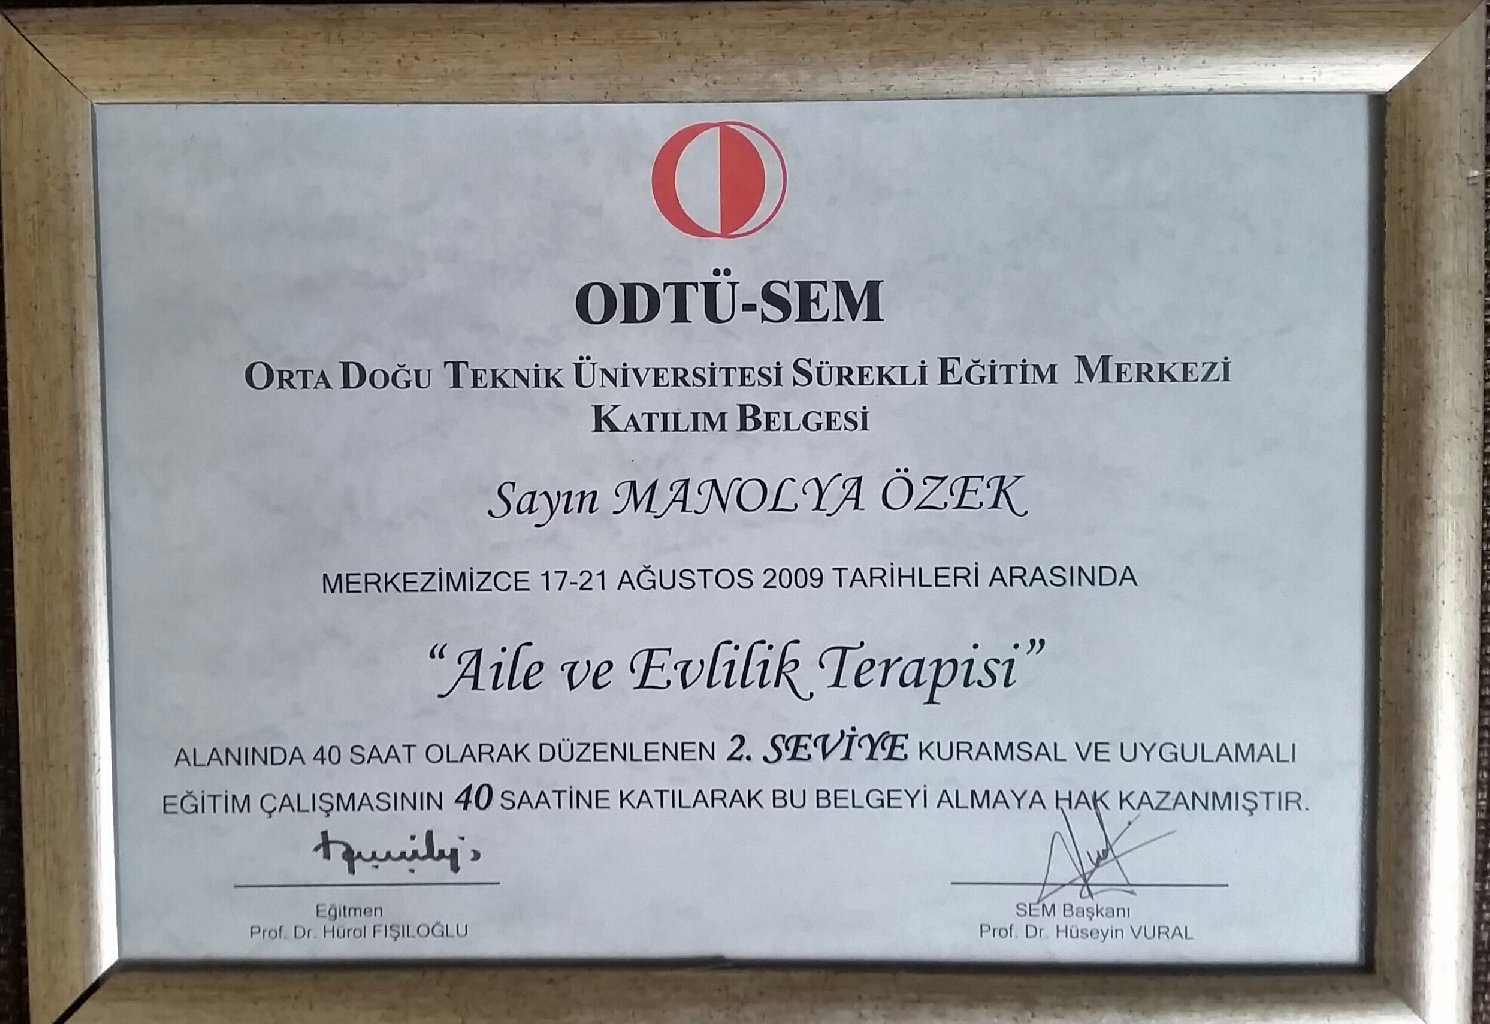 ODTÜ-SEM
ORTA DOĞU TEKNİK ÜNİVERSİTESİ SÜREKLİ EĞİTİM MERKEZİ
KATILIM BELGESİ
Sayın MANOLYA ÖZEK
MERKEZİMİZCE 17-21 AĞUSTOS 2009 TARİHLERİ ARASINDA
“Aile ve Evlilik Terapisi”
ALANINDA 40 SAAT OLARAK DÜZENLENEN 2. SEVİYE KURAMSAL VE UYGULAMALI
EĞİTİM ÇALIŞMASININ 40 SAATİNE KATILARAK BU BELGEYİ ALMAYA HAK KAZANMIŞTIR.
Eğitmen
Prof. Dr. Hürol FIŞILOĞLU
SEM Başkanı
Prof. Dr. Hüseyin VURAL